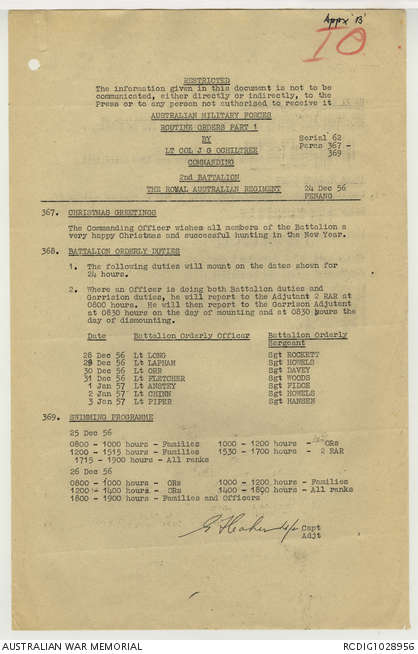 Appx 'B'
10
RESTRICTED
The information given in this document is not to be
communicated, either directly or indirectly, to the
Press or to any person not authorised to receive it
AUSTRALIAN MILITARY FORCES
ROUTINE ORDERS PART 1
BY
LT COL J G OCHILTREE
COMMANDING
Serial 62
Paras 367 -
369
2nd BATTALION
THE ROYAL AUSTRALIAN REGIMENT
24 Dec 56
PENANG
367. CHRISTMAS GREETINGS
The Commanding Officer wishes all members of the Battalion a
very happy Christmas and successful hunting in the New Year.
368. BATTALION ORDERLY DUTIES
1. The following duties will mount on the dates shown for
24 hours.
2. Where an Officer is doing both Battalion duties and
Garrision duties, he will report to the Adjutant 2 RAR at
0800 hours. He will then report to the Garrison Adjutant
at 0830 hours on the day of mounting and at 0830 hours the
day of dismounting.
Date Battalion Orderly Officer Battalion Orderly
Sergeant
28 Dec 56 Lt LONG Sgt ROCKETT
29 Dec 56 Lt LAPHAM Sgt HOWELS
30 Dec 56 Lt ORR Sgt DAVEY
31 Dec 56 Lt FLETCHER Sgt WOODS
1 Jan 57 Lt ANSTEY Sgt FILDES
2 Jan 57 Lt CHINN Sgt HOWELS
3 Jan 57 Lt PIPER Sgt HANSEN
369. SWIMMING PROGRAMME
25 Dec 56
0800 - 1000 hours - Families 1000 - 1200 hours - ORs
1200 - 1515 hours - Families 1530 - 1700 hours - 2 RAR
1715 - 1900 hours - All ranks
26 Dec 56
0800 - 1000 hours - ORs 1000 - 1200 hours - Families
1200 - 1400 hours - ORs 1400 - 1800 hours - All ranks
1800 - 1900 hours - Families and Officers
Capt
Adjt
AUSTRALIAN WAR MEMORIAL
RCDIG1028956